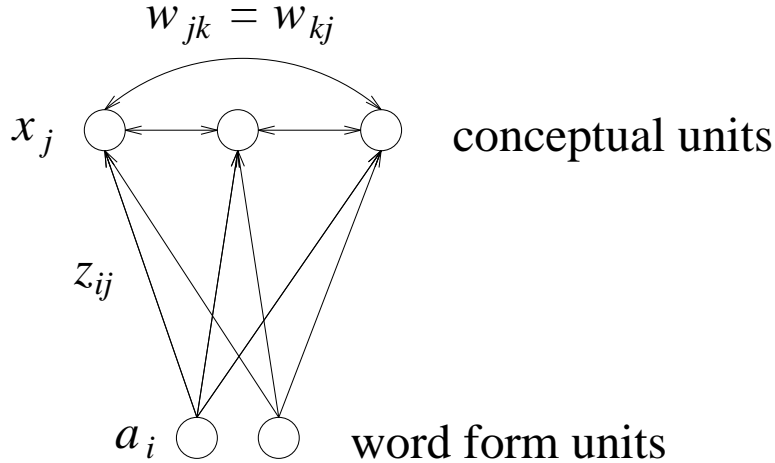 w_jk = w_kj
x_j
conceptual units
z_ij
a_i
word form units